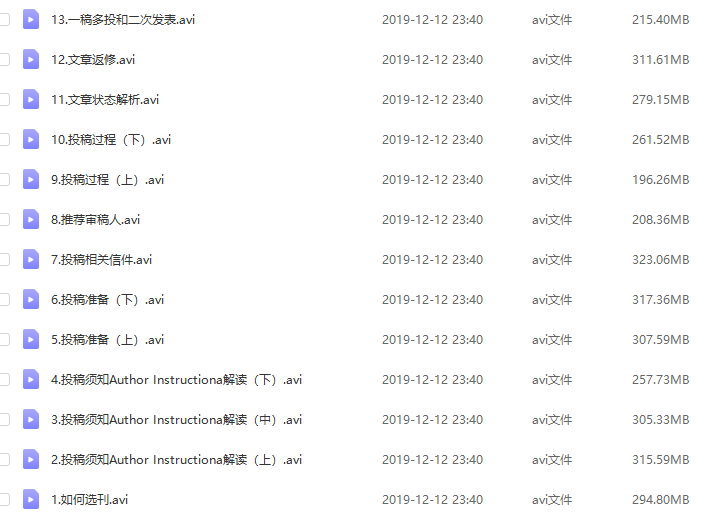 13.一稿多投和二次发表.avi 2019-12-12 23:40 avi文件 215.40MB
12.文章返修.avi 2019-12-12 23:40 avi文件 311.61MB
11.文章状态解析.avi 2019-12-12 23:40 avi文件 279.15MB
10.投稿过程（下）.avi 2019-12-12 23:40 avi文件 261.52MB
9.投稿过程（上）.avi 2019-12-12 23:40 avi文件 196.26MB
8.推荐审稿人.avi 2019-12-12 23:40 avi文件 208.36MB
7.投稿相关信件.avi 2019-12-12 23:40 avi文件 323.06MB
6.投稿准备（下）.avi 2019-12-12 23:40 avi文件 317.36MB
5.投稿准备（上）.avi 2019-12-12 23:40 avi文件 307.59MB
4.投稿须知Author Instructiona解读（下）.avi 2019-12-12 23:40 avi文件 257.73MB
3.投稿须知Author Instructiona解读（中）.avi 2019-12-12 23:40 avi文件 305.33MB
2.投稿须知Author Instructiona解读（上）.avi 2019-12-12 23:40 avi文件 315.59MB
1.如何选刊.avi 2019-12-12 23:40 avi文件 294.80MB